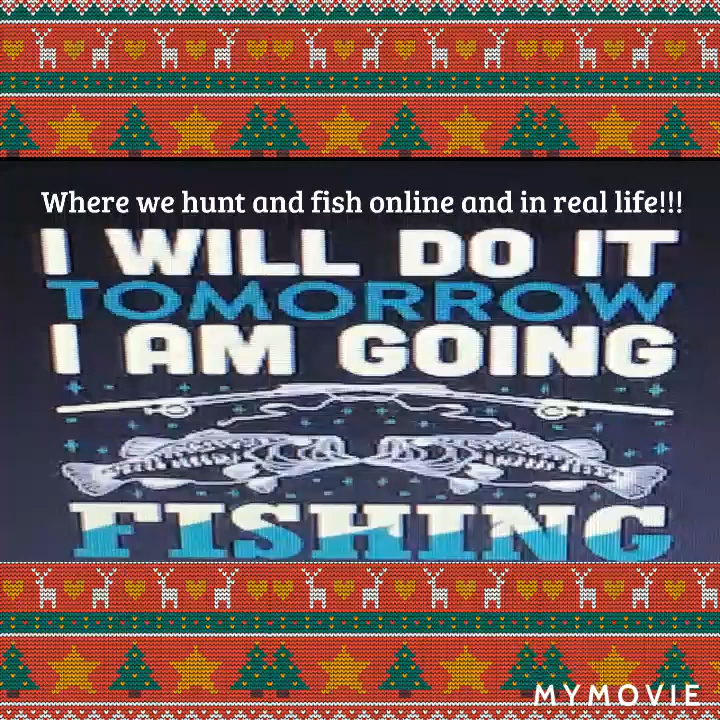 Where we hunt and fish online and in real life!!!
I WILL DO IT
TOMORROW
I AM GOING
FISHING
MYMOVIE